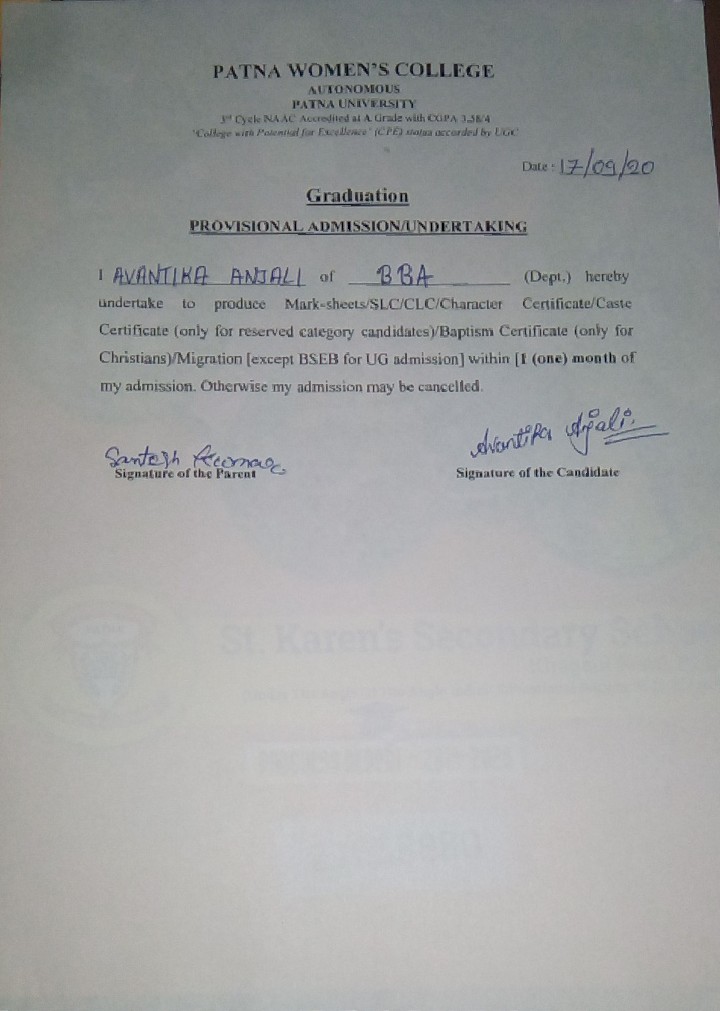 PATNA WOMEN'S COLLEGE
AUTONOMOUS
PATNA UNIVERSITY
3rd Cycle NAAC Accredited at A Grade with CGPA 3.58/4
'College with Potential for Excellence' (CPE) status accorded by UGC
Date : 17/09/20
Graduation
PROVISIONAL ADMISSION/UNDERTAKING
I AVANTIKA ANJALI of BBA (Dept.) hereby
undertake to produce Mark-sheets/SLC/CLC/Character Certificate/Caste
Certificate (only for reserved category candidates)/Baptism Certificate (only for
Christians)/Migration [except BSEB for UG admission] within [1 (one) month of
my admission. Otherwise my admission may be cancelled.
Santosh Avantika Anjali
Signature of the Parent Signature of the Candidate
St. Karen's Secondary